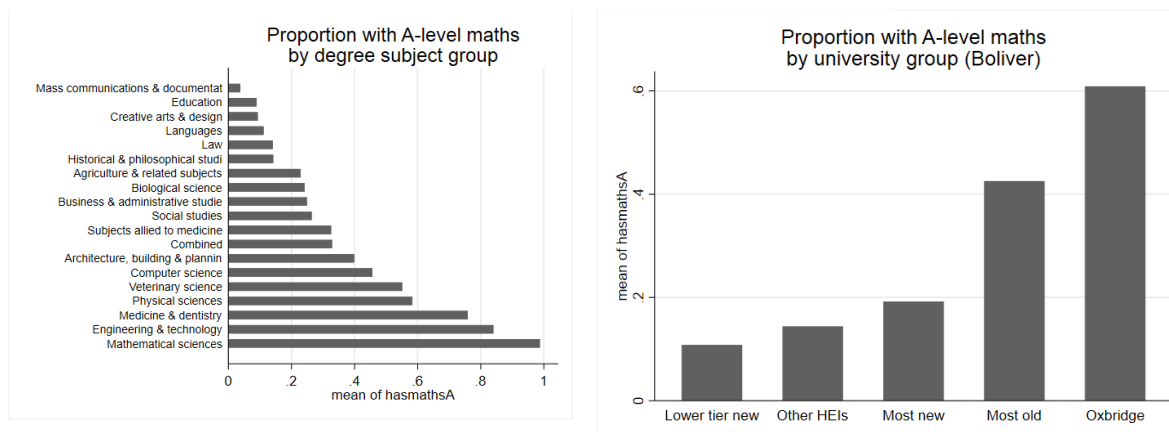 Proportion with A-level maths
by degree subject group
Mass communications & documentat
Education
Creative arts & design
Languages
Law
Historical & philosophical studi
Agriculture & related subjects
Biological science
Business & administrative studie
Social studies
Subjects allied to medicine
Combined
Architecture, building & plannin
Computer science
Veterinary science
Physical sciences
Medicine & dentistry
Engineering & technology
Mathematical sciences
0 .2 .4 .6 .8 1
mean of hasmathsA
Proportion with A-level maths
by university group (Boliver)
mean of hasmathsA
.6
.4
.2
0
Lower tier new Other HEIs Most new Most old Oxbridge